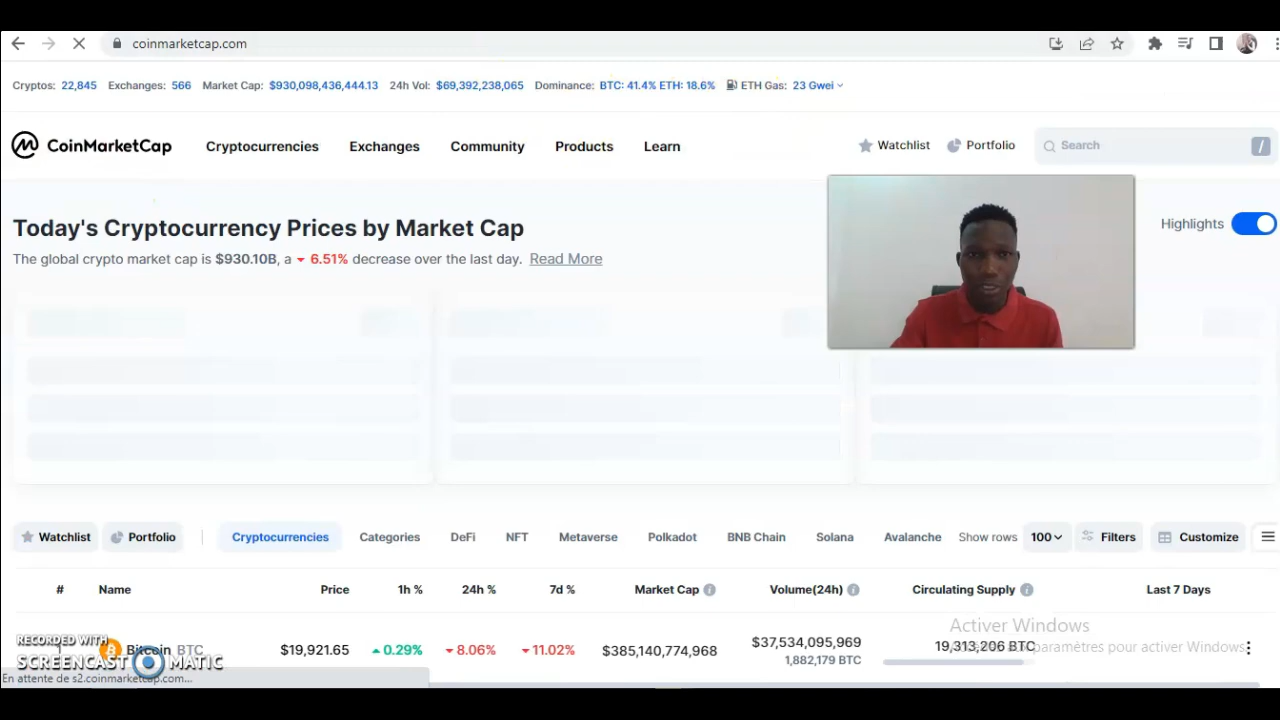 coinmarketcap.com
Cryptos: 22,845 Exchanges: 566 Market Cap: $930,098,436,444.13 24h Vol: $69,392,238,065 Dominance: BTC: 41.4% ETH: 18.6% ETH Gas: 23 Gwei
CoinMarketCap Cryptocurrencies Exchanges Community Products Learn Watchlist Portfolio Search /
Today's Cryptocurrency Prices by Market Cap
Highlights
The global crypto market cap is $930.10B, a 6.51% decrease over the last day. Read More
Watchlist Portfolio Cryptocurrencies Categories DeFi NFT Metaverse Polkadot BNB Chain Solana Avalanche Show rows 100 Filters Customize
# Name Price 1h % 24h % 7d % Market Cap Volume(24h) Circulating Supply Last 7 Days
Activer Windows
RECORDED WITH
1 Bitcoin BTC $19,921.65 0.29% 8.06% 11.02% $385,140,774,968 $37,534,095,969 19,313,206 BTC
1,882,179 BTC
paramètres pour activer Windows.
SCREENCAST MATIC
En attente de s2.coinmarketcap.com...